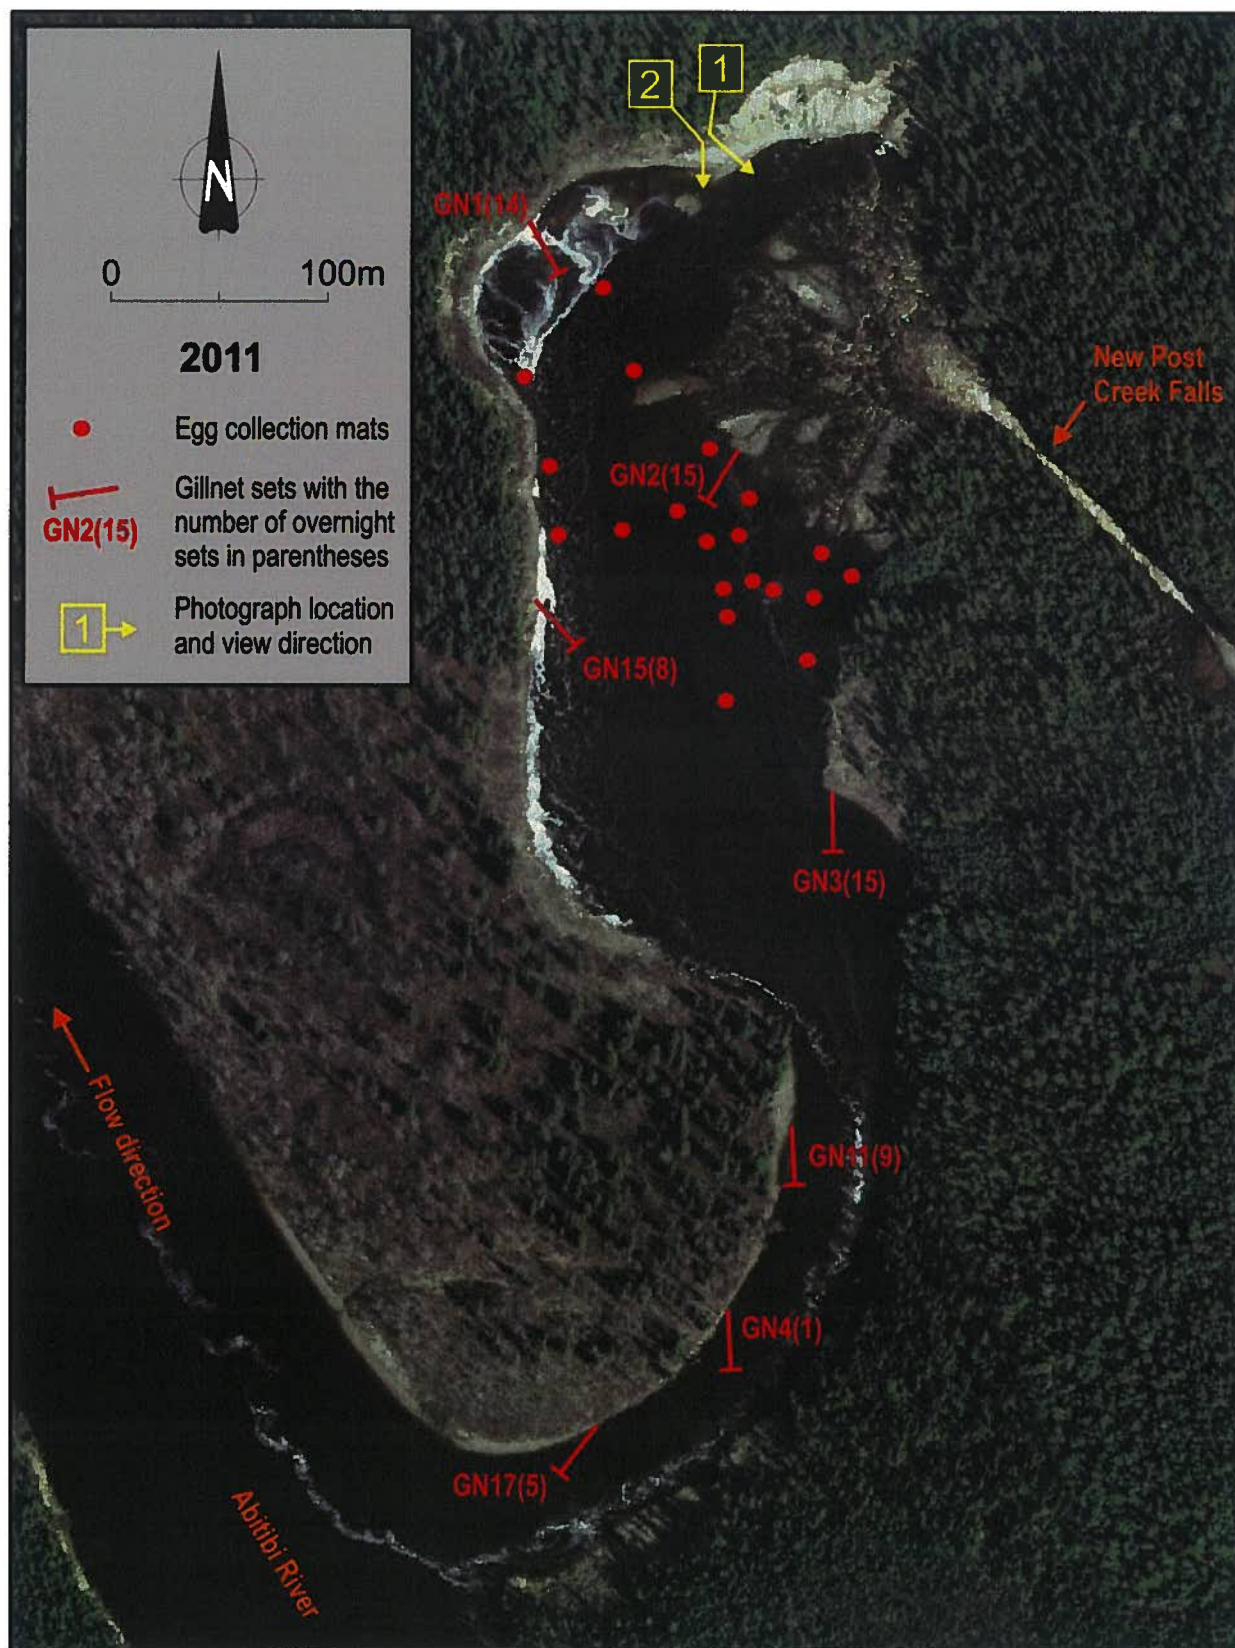 N
0 100m
2011
Egg collection mats
Gillnet sets with the
number of overnight
sets in parentheses
GN2(15)
1
Photograph location
and view direction
2
1
GN1(14)
New Post
Creek Falls
GN2(15)
GN15(8)
GN3(15)
Flow direction
GN11(9)
GN4(1)
GN17(5)
Abitibi River